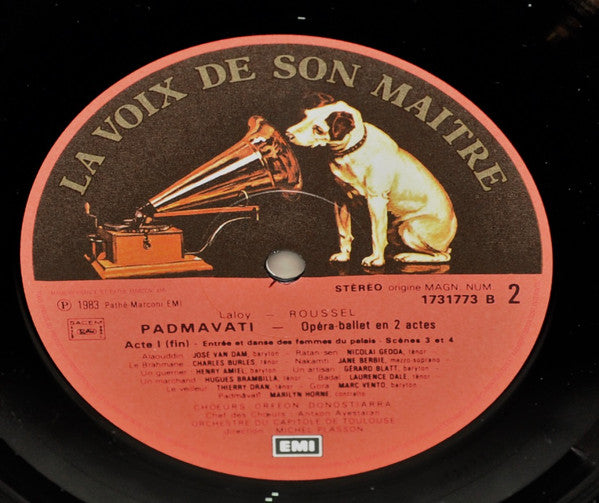 LA VOIX DE SON MAITRE
STÉRÉO origine MAGN. NUM
1731773 B 2
℗ 1983 Pathé-Marconi EMI
SACEM
Laloy - ROUSSEL
PADMAVATI - Opéra-ballet en 2 actes
Acte I (fin) - Entrée et danse des femmes du palais - Scènes 3 et 4
Alaouddin: JOSÉ VAN DAM, baryton - Ratan-sen: NICOLAI GEDDA, ténor
Le Brahmane: CHARLES BURLES, ténor - Nakamti: JANE BERBIE, mezzo-soprano -
Un guerrier: HENRY AMIEL, baryton - Un artisan: GÉRARD BLATT, baryton -
Un marchand: HUGUES BRAMBILLA, ténor - Badal: LAURENCE DALE, ténor -
Le veilleur: THIERRY DRAN, ténor - Gora: MARC VENTO, baryton -
Padmâvatî: MARILYN HORNE, contralto
CHOEURS ORFEON DONOSTIARRA
Chef des Chœurs: Antxon Ayestaran
ORCHESTRE DU CAPITOLE DE TOULOUSE
direction: MICHEL PLASSON
EMI